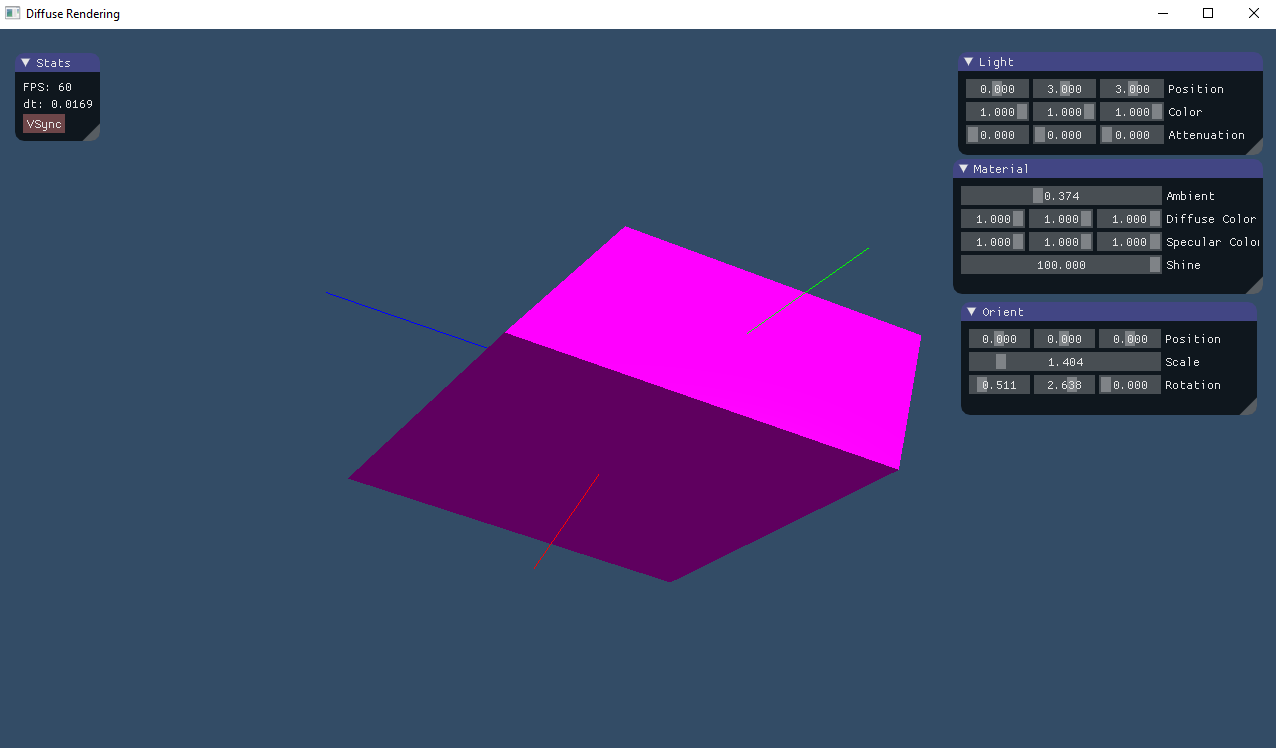 Diffuse Rendering
Stats
FPS: 60
dt: 0.0169
VSync
Light
0.000 3.000 3.000 Position
1.000 1.000 1.000 Color
0.000 0.000 0.000 Attenuation
Material
0.374 Ambient
1.000 1.000 1.000 Diffuse Color
1.000 1.000 1.000 Specular Color
100.000 Shine
Orient
0.000 0.000 0.000 Position
1.404 Scale
0.511 2.638 0.000 Rotation